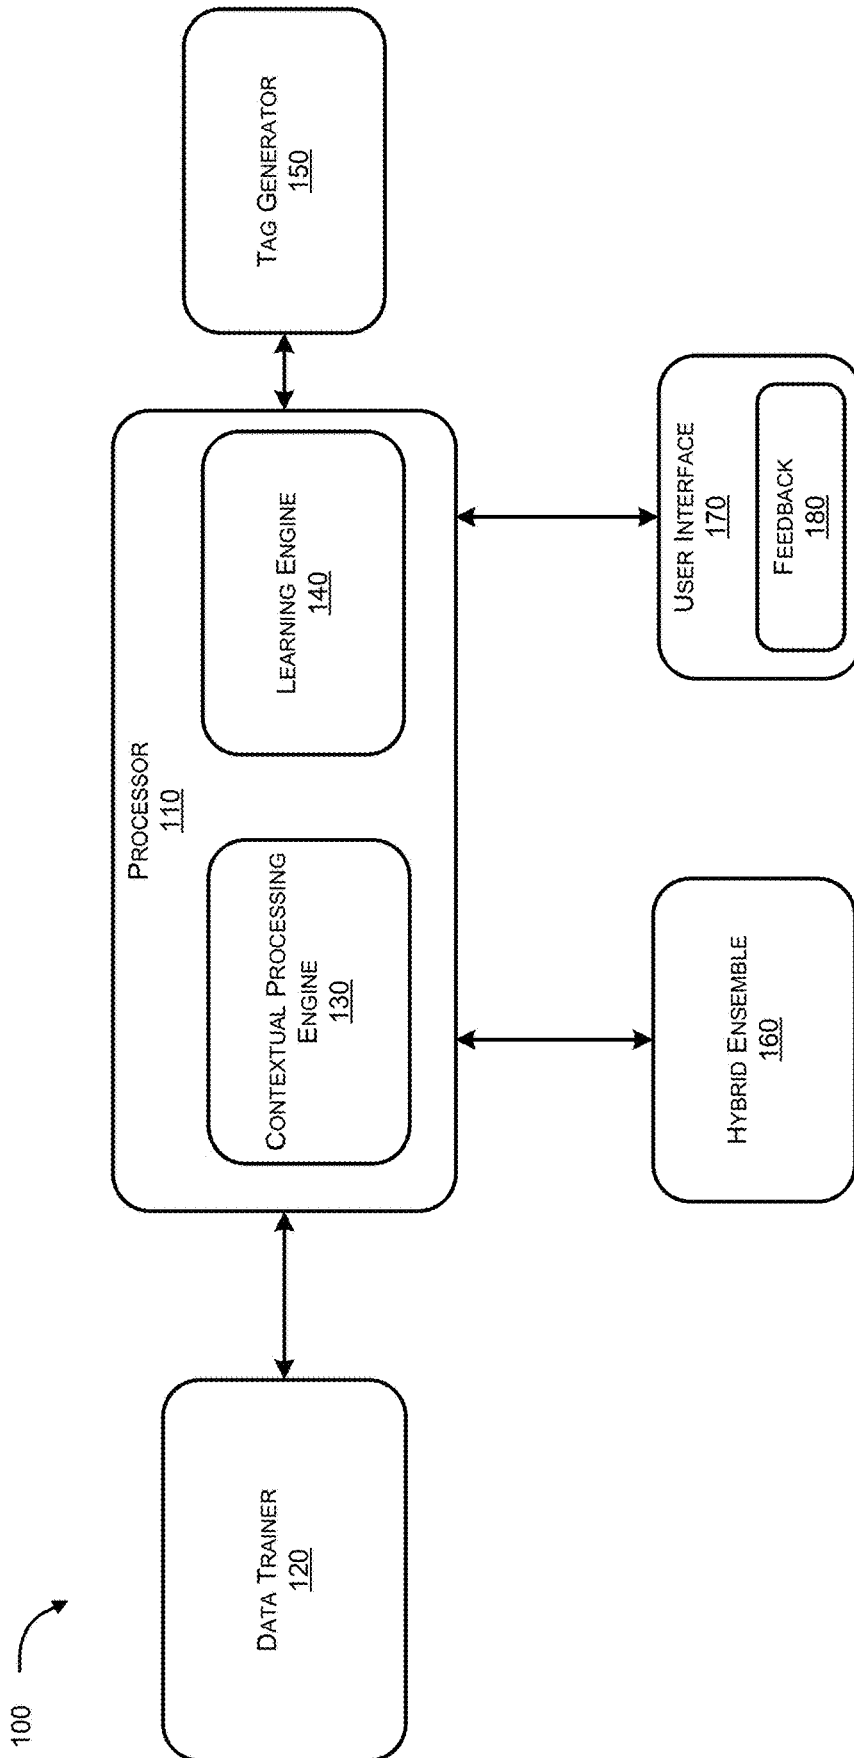 100
DATA TRAINER
120
PROCESSOR
110
CONTEXTUAL PROCESSING
ENGINE
130
LEARNING ENGINE
140
TAG GENERATOR
150
HYBRID ENSEMBLE
160
USER INTERFACE
170
FEEDBACK
180